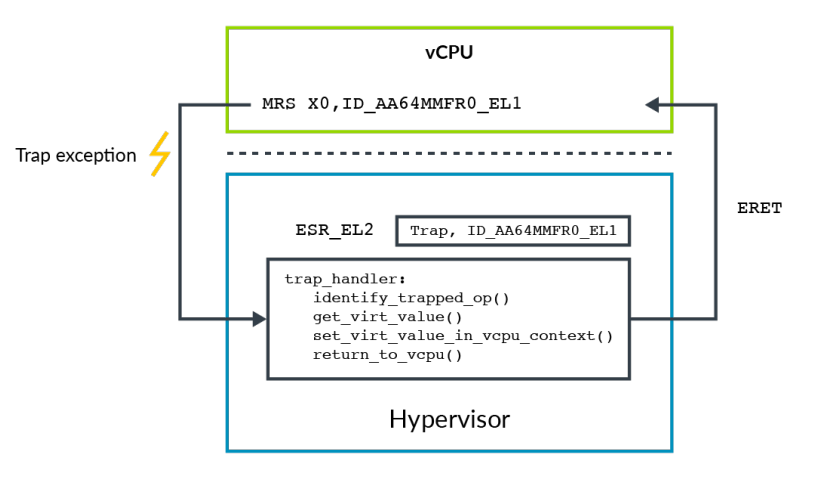 vCPU
MRS X0,ID_AA64MMFR0_EL1
Trap exception
ERET
ESR_EL2
Trap, ID_AA64MMFR0_EL1
trap_handler:
identify_trapped_op()
get_virt_value()
set_virt_value_in_vcpu_context()
return_to_vcpu()
Hypervisor